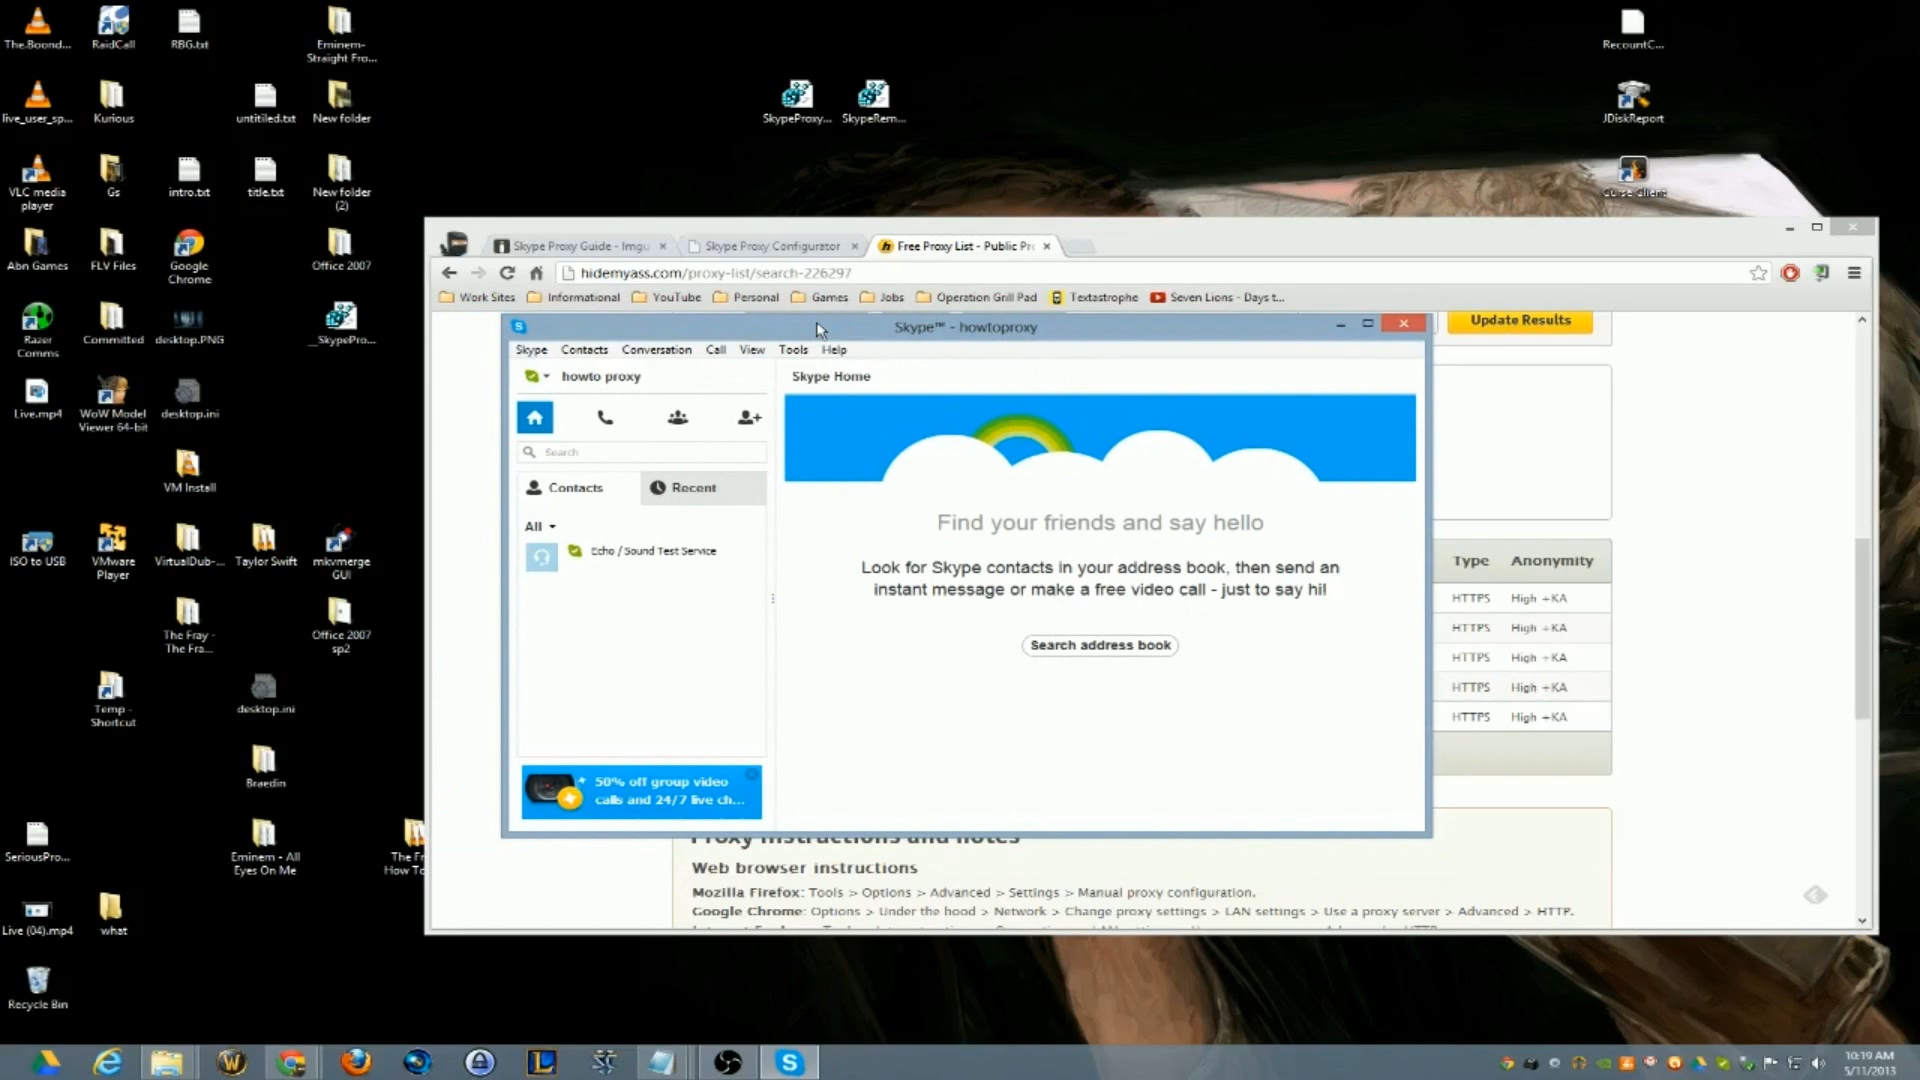 The.Boond...
RaidCall
RBG.txt
Eminem-
Straight Fro...
RecountC...
live_user_sp...
Kurious
untitled.txt
New folder
SkypeProxy...
SkypeRem...
JDiskReport
VLC media
player
Gs
intro.txt
title.txt
New folder
(2)
Curse Client
Abn Games
FLV Files
Google
Chrome
Office 2007
Razer
Comms
Committed
desktop.PNG
__SkypePro...
Live.mp4
WoW Model
Viewer 64-bit
desktop.ini
VM Install
ISO to USB
VMware
Player
VirtualDub-...
Taylor Swift
mkvmerge
GUI
The Fray -
The Fra...
Office 2007
sp2
Temp -
Shortcut
desktop.ini
Braedin
SeriousPro...
Eminem - All
Eyes On Me
The Fr
How To
Live (04).mp4
what
Recycle Bin
Skype Proxy Guide - Imgu
Skype Proxy Configurator
Free Proxy List - Public Pr
hidemyass.com/proxy-list/search-226297
Work Sites
Informational
YouTube
Personal
Games
Jobs
Operation Grill Pad
Textastrophe
Seven Lions - Days t...
Update Results
Skype™ - howtoproxy
Skype Contacts Conversation Call View Tools Help
howto proxy
Skype Home
Search
Contacts
Recent
All
Echo / Sound Test Service
Find your friends and say hello
Look for Skype contacts in your address book, then send an
instant message or make a free video call - just to say hi!
Search address book
50% off group video
calls and 24/7 live ch...
Type Anonymity
HTTPS High +KA
HTTPS High +KA
HTTPS High +KA
HTTPS High +KA
HTTPS High +KA
Proxy instructions and notes
Web browser instructions
Mozilla Firefox: Tools > Options > Advanced > Settings > Manual proxy configuration.
Google Chrome: Options > Under the hood > Network > Change proxy settings > LAN settings > Use a proxy server > Advanced > HTTP.
10:19 AM
5/11/2013